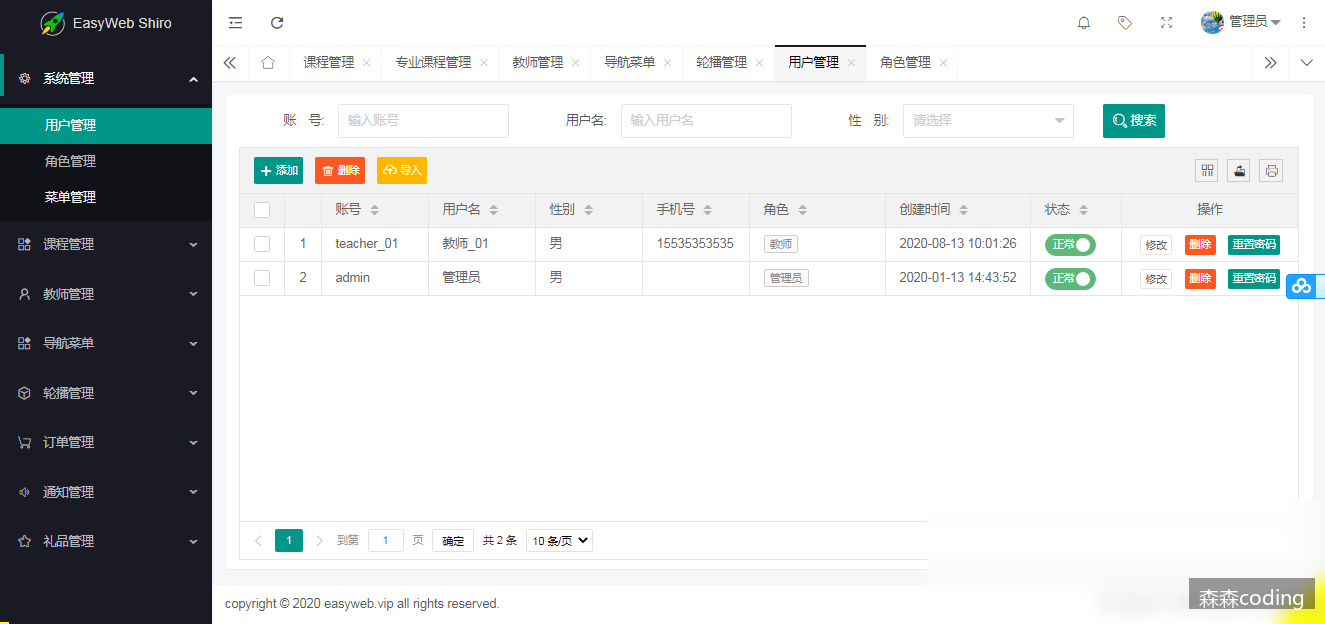 EasyWeb Shiro
管理员
系统管理
用户管理
角色管理
菜单管理
课程管理
教师管理
导航菜单
轮播管理
订单管理
通知管理
礼品管理
课程管理 专业课程管理 教师管理 导航菜单 轮播管理 用户管理 角色管理
账 号: 输入账号 用户名: 输入用户名 性 别: 请选择 搜索
添加 删除 导入
账号 用户名 性别 手机号 角色 创建时间 状态 操作
1 teacher_01 教师_01 男 15535353535 教师 2020-08-13 10:01:26 正常 修改 删除 重置密码
2 admin 管理员 男 管理员 2020-01-13 14:43:52 正常 修改 删除 重置密码
1 到第 1 页 确定 共 2 条 10 条/页
copyright © 2020 easyweb.vip all rights reserved.
森森coding